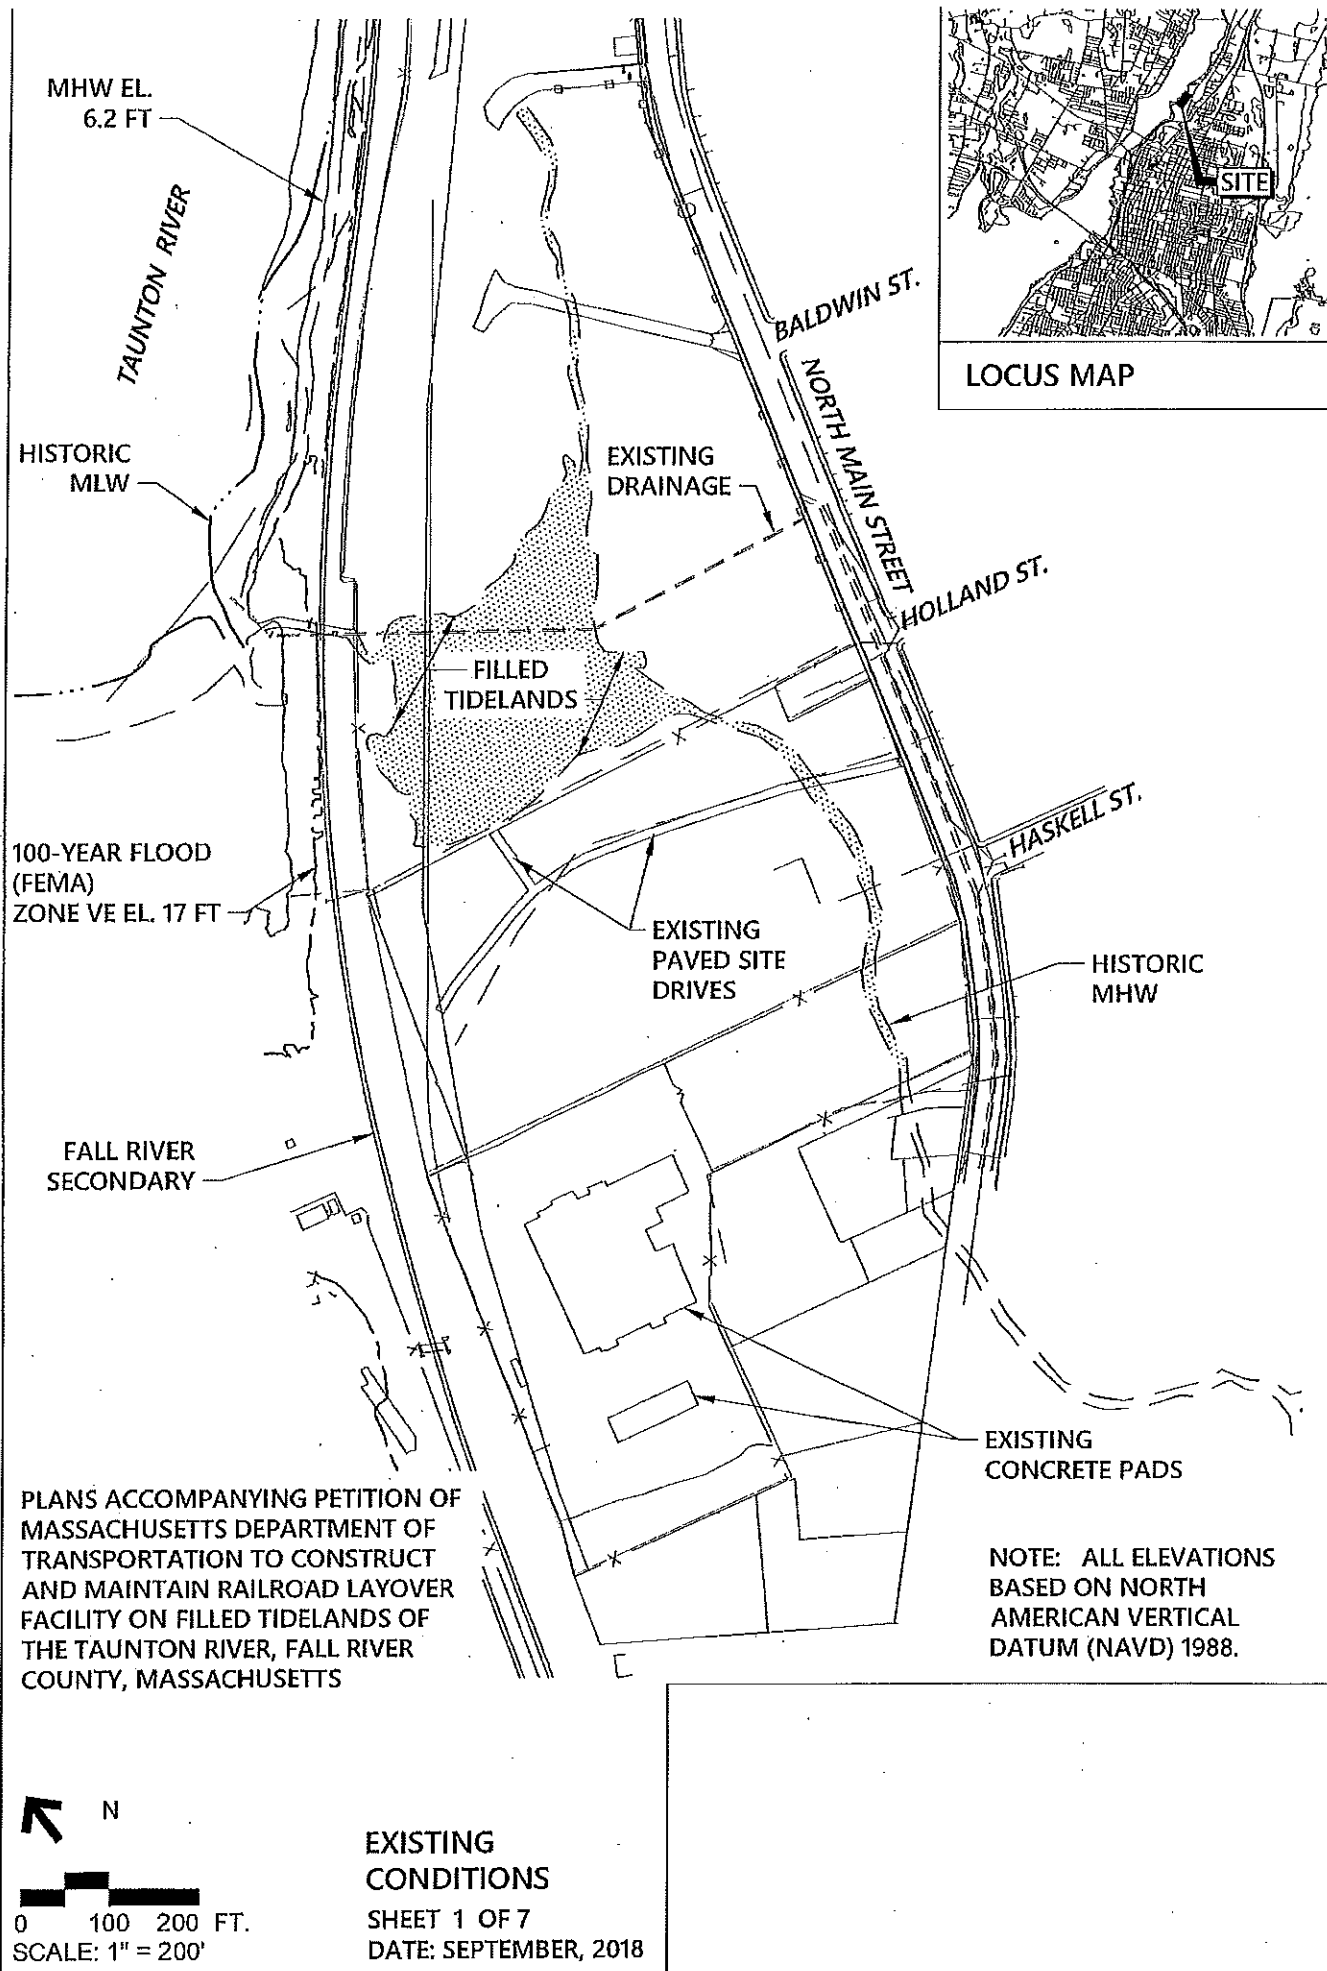 MHW EL.
6.2 FT
TAUNTON RIVER
SITE
LOCUS MAP
BALDWIN ST.
NORTH MAIN STREET
HISTORIC
MLW
EXISTING
DRAINAGE
HOLLAND ST.
FILLED
TIDELANDS
HASKELL ST.
100-YEAR FLOOD
(FEMA)
ZONE VE EL. 17 FT
EXISTING
PAVED SITE
DRIVES
HISTORIC
MHW
FALL RIVER
SECONDARY
EXISTING
CONCRETE PADS
PLANS ACCOMPANYING PETITION OF
MASSACHUSETTS DEPARTMENT OF
TRANSPORTATION TO CONSTRUCT
AND MAINTAIN RAILROAD LAYOVER
FACILITY ON FILLED TIDELANDS OF
THE TAUNTON RIVER, FALL RIVER
COUNTY, MASSACHUSETTS
NOTE: ALL ELEVATIONS
BASED ON NORTH
AMERICAN VERTICAL
DATUM (NAVD) 1988.
N
0 100 200 FT.
SCALE: 1" = 200'
EXISTING
CONDITIONS
SHEET 1 OF 7
DATE: SEPTEMBER, 2018